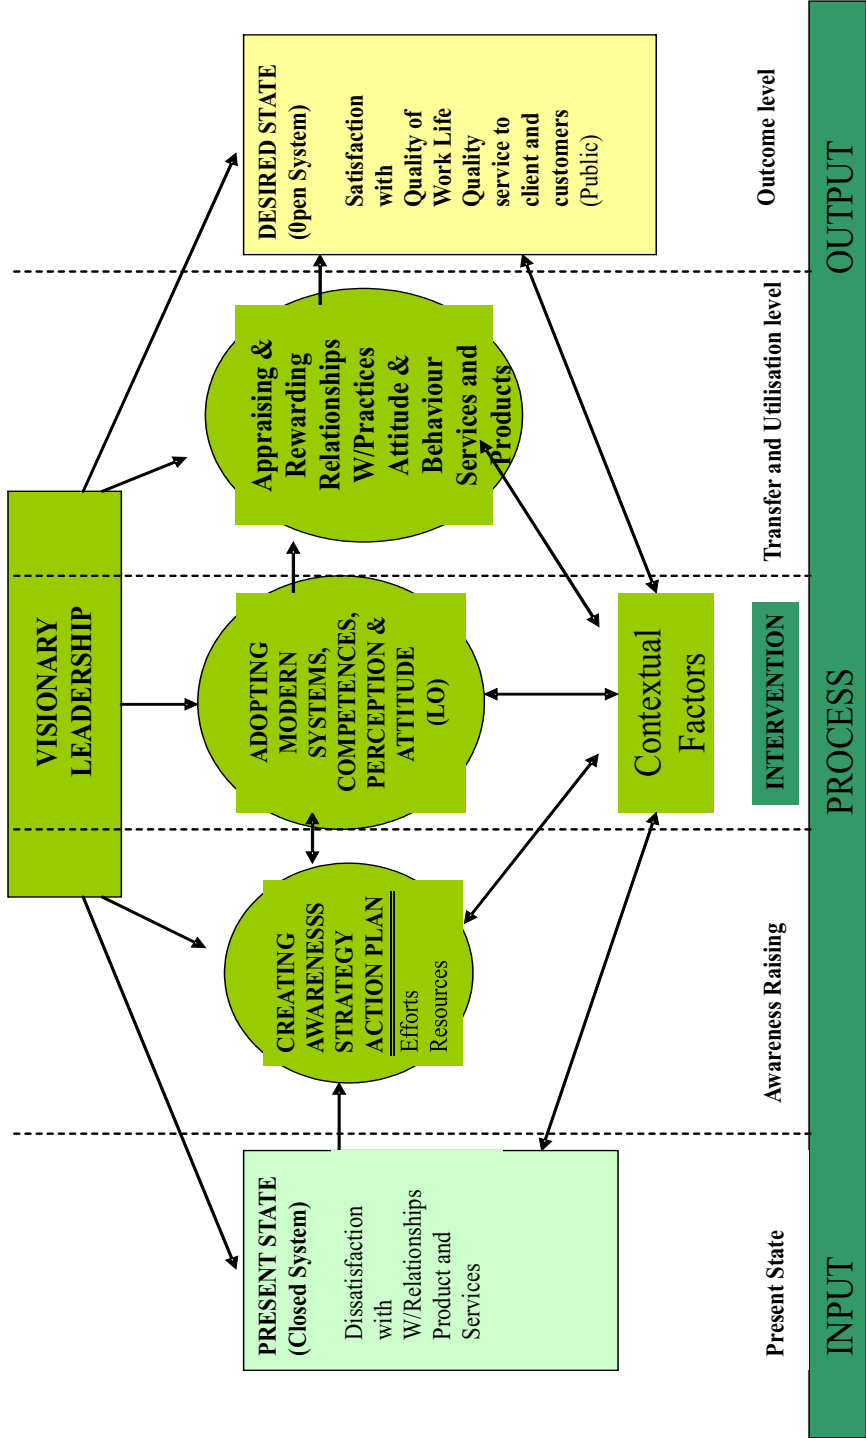 VISIONARY
LEADERSHIP
PRESENT STATE
(Closed System)
Dissatisfaction
with
W/Relationships
Product and
Services
CREATING
AWARENESSS
STRATEGY
ACTION PLAN
Efforts
Resources
ADOPTING
MODERN
SYSTEMS,
COMPETENCES,
PERCEPTION &
ATTITUDE
(LO)
Appraising &
Rewarding
Relationships
W/Practices
Attitude &
Behaviour
Services and
Products
DESIRED STATE
(0pen System)
Satisfaction
with
Quality of
Work Life
Quality
service to
client and
customers
(Public)
Contextual
Factors
Present State
Awareness Raising
INTERVENTION
Transfer and Utilisation level
Outcome level
INPUT
PROCESS
OUTPUT